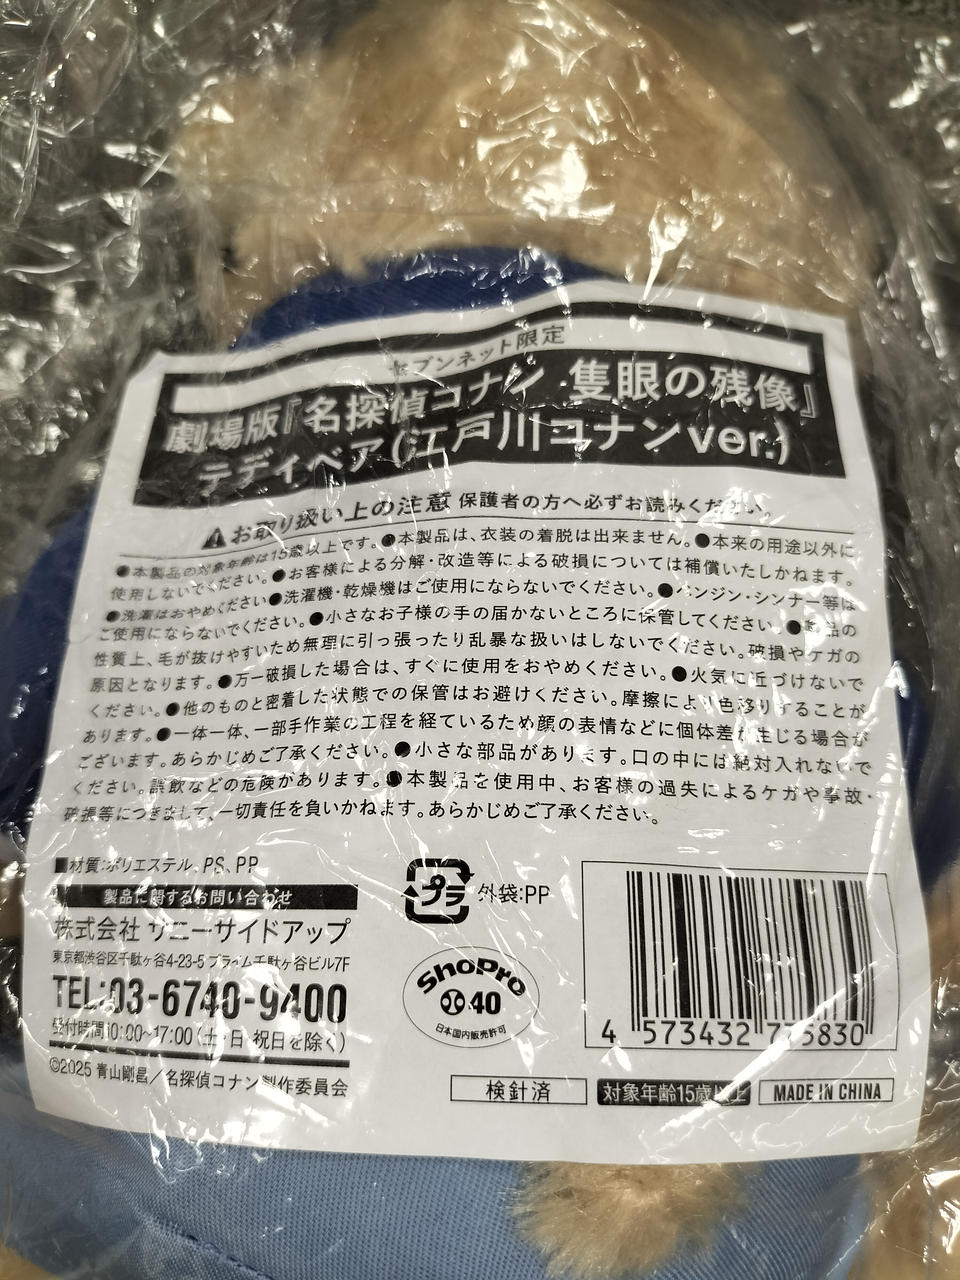 セブンネット限定
劇場版『名探偵コナン 隻眼の残像』
テディベア(江戸川コナンver.)
お取り扱い上の注意 保護者の方へ必ずお読みください。
●本製品の対象年齢は15歳以上です。●本製品は、衣装の着脱は出来ません。●本来の用途以外に
使用しないでください。●お客様による分解・改造等による破損については補償いたしかねます。
●洗濯はおやめください●洗濯機・乾燥機はご使用にならないでください。●ベンジン・シンナー等は
ご使用にならないでください。●小さなお子様の手の届かないところに保管してください。●製品の
性質上、毛が抜けやすいため無理に引っ張ったり乱暴な扱いはしないでください。破損やケガの
原因となります。●万一破損した場合は、すぐに使用をおやめください。●火気に近づけないで
ください。●他のものと密着した状態での保管はお避けください。摩擦により色移りすることが
あります。●一体一体、一部手作業の工程を経ているため顔の表情などに個体差が生じる場合が
ございます。あらかじめご了承ください。●小さな部品があります。口の中には絶対入れないで
ください。誤飲などの危険があります。●本製品を使用中、お客様の過失によるケガや事故・
破損等につきまして、一切責任を負いかねます。あらかじめご了承ください。
■材質:ポリエステル、PS、PP
製品に関するお問い合わせ
株式会社 サニーサイドアップ
東京都渋谷区千駄ヶ谷4-23-5 プライム千駄ヶ谷ビル7F
TEL:03-6740-9400
受付時間10:00~17:00(土・日・祝日を除く)
©2025 青山剛昌/名探偵コナン製作委員会
プラ 外袋:PP
ShoPro
40
日本国内販売許可
4 573432 775830
検針済
対象年齢15歳以上
MADE IN CHINA